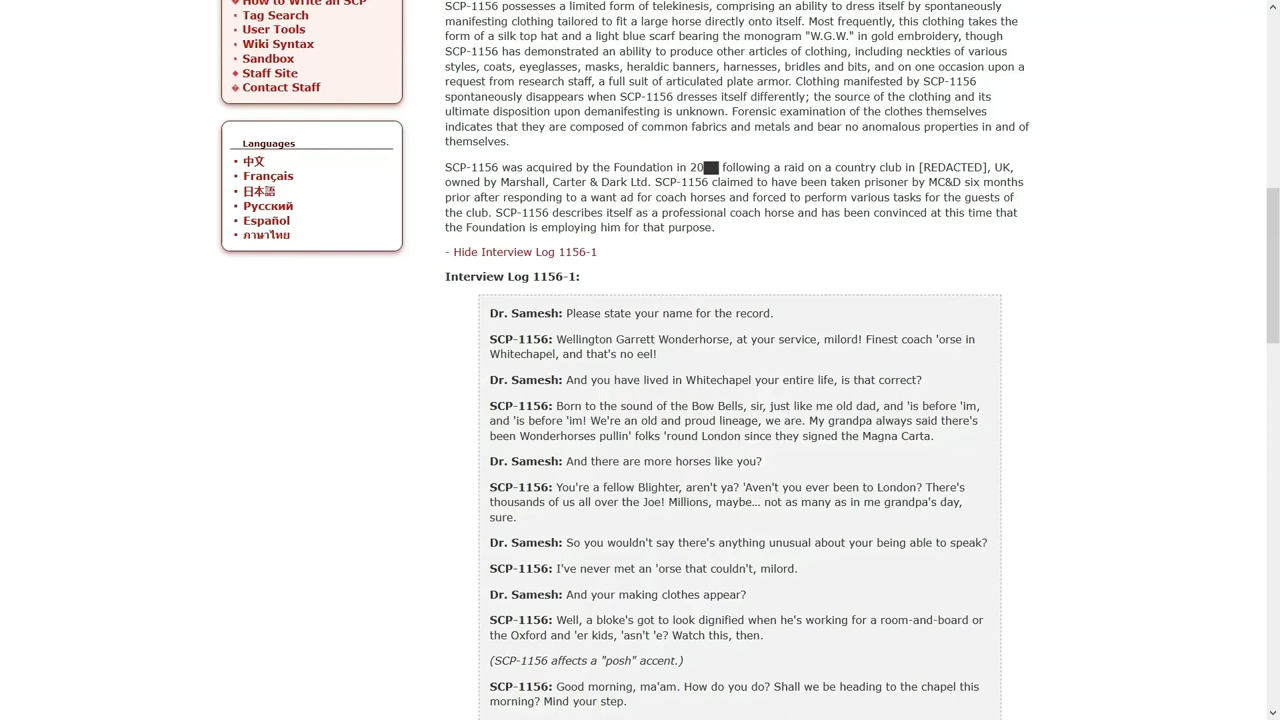 How to Write an SCP
Tag Search
User Tools
Wiki Syntax
Sandbox
Staff Site
Contact Staff
Languages
中文
Français
日本語
Русский
Español
ภาษาไทย
SCP-1156 possesses a limited form of telekinesis, comprising an ability to dress itself by spontaneously
manifesting clothing tailored to fit a large horse directly onto itself. Most frequently, this clothing takes the
form of a silk top hat and a light blue scarf bearing the monogram "W.G.W." in gold embroidery, though
SCP-1156 has demonstrated an ability to produce other articles of clothing, including neckties of various
styles, coats, eyeglasses, masks, heraldic banners, harnesses, bridles and bits, and on one occasion upon a
request from research staff, a full suit of articulated plate armor. Clothing manifested by SCP-1156
spontaneously disappears when SCP-1156 dresses itself differently; the source of the clothing and its
ultimate disposition upon demanifesting is unknown. Forensic examination of the clothes themselves
indicates that they are composed of common fabrics and metals and bear no anomalous properties in and of
themselves.
SCP-1156 was acquired by the Foundation in 20██ following a raid on a country club in [REDACTED], UK,
owned by Marshall, Carter & Dark Ltd. SCP-1156 claimed to have been taken prisoner by MC&D six months
prior after responding to a want ad for coach horses and forced to perform various tasks for the guests of
the club. SCP-1156 describes itself as a professional coach horse and has been convinced at this time that
the Foundation is employing him for that purpose.
- Hide Interview Log 1156-1
Interview Log 1156-1:
Dr. Samesh: Please state your name for the record.
SCP-1156: Wellington Garrett Wonderhorse, at your service, milord! Finest coach 'orse in
Whitechapel, and that's no eel!
Dr. Samesh: And you have lived in Whitechapel your entire life, is that correct?
SCP-1156: Born to the sound of the Bow Bells, sir, just like me old dad, and 'is before 'im,
and 'is before 'im! We're an old and proud lineage, we are. My grandpa always said there's
been Wonderhorses pullin' folks 'round London since they signed the Magna Carta.
Dr. Samesh: And there are more horses like you?
SCP-1156: You're a fellow Blighter, aren't ya? 'Aven't you ever been to London? There's
thousands of us all over the Joe! Millions, maybe… not as many as in me grandpa's day,
sure.
Dr. Samesh: So you wouldn't say there's anything unusual about your being able to speak?
SCP-1156: I've never met an 'orse that couldn't, milord.
Dr. Samesh: And your making clothes appear?
SCP-1156: Well, a bloke's got to look dignified when he's working for a room-and-board or
the Oxford and 'er kids, 'asn't 'e? Watch this, then.
(SCP-1156 affects a "posh" accent.)
SCP-1156: Good morning, ma'am. How do you do? Shall we be heading to the chapel this
morning? Mind your step.